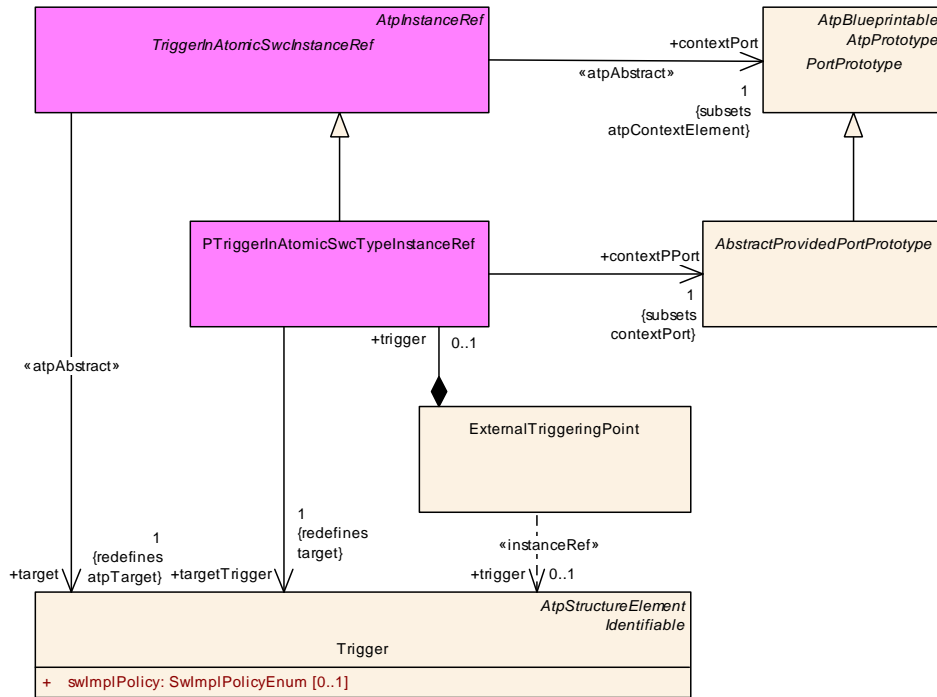 AtpInstanceRef
TriggerInAtomicSwcInstanceRef
+contextPort
«atpAbstract»
1
{subsets
atpContextElement}
AtpBlueprintable
AtpPrototype
PortPrototype
PTriggerInAtomicSwcTypeInstanceRef
+contextPPort
1
{subsets
contextPort}
AbstractProvidedPortPrototype
+trigger
0..1
«atpAbstract»
ExternalTriggeringPoint
1
{redefines
atpTarget}
+target
1
{redefines
target}
+targetTrigger
«instanceRef»
+trigger
0..1
AtpStructureElement
Identifiable
Trigger
+ swImplPolicy: SwImplPolicyEnum [0..1]